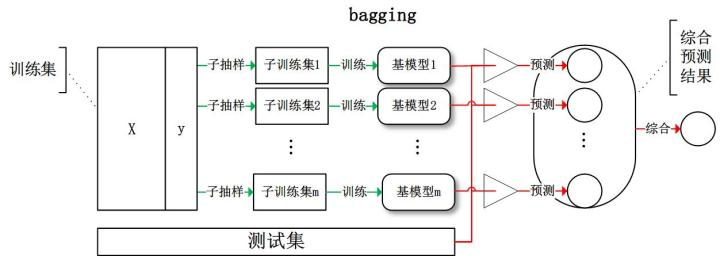 bagging
训练集
X
y
子抽样
子训练集1
训练
基模型1
预测
子抽样
子训练集2
训练
基模型2
预测
...
...
...
子抽样
子训练集m
训练
基模型m
预测
综合
预测
结果
综合
测试集